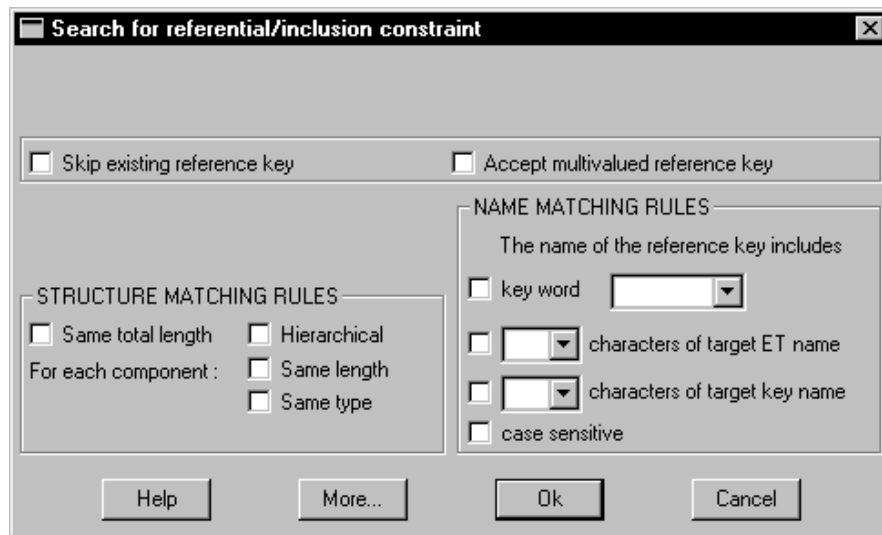 Search for referential/inclusion constraint
Skip existing reference key
Accept multivalued reference key
STRUCTURE MATCHING RULES
Same total length
Hierarchical
For each component :
Same length
Same type
NAME MATCHING RULES
The name of the reference key includes
key word
characters of target ET name
characters of target key name
case sensitive
Help
More...
Ok
Cancel